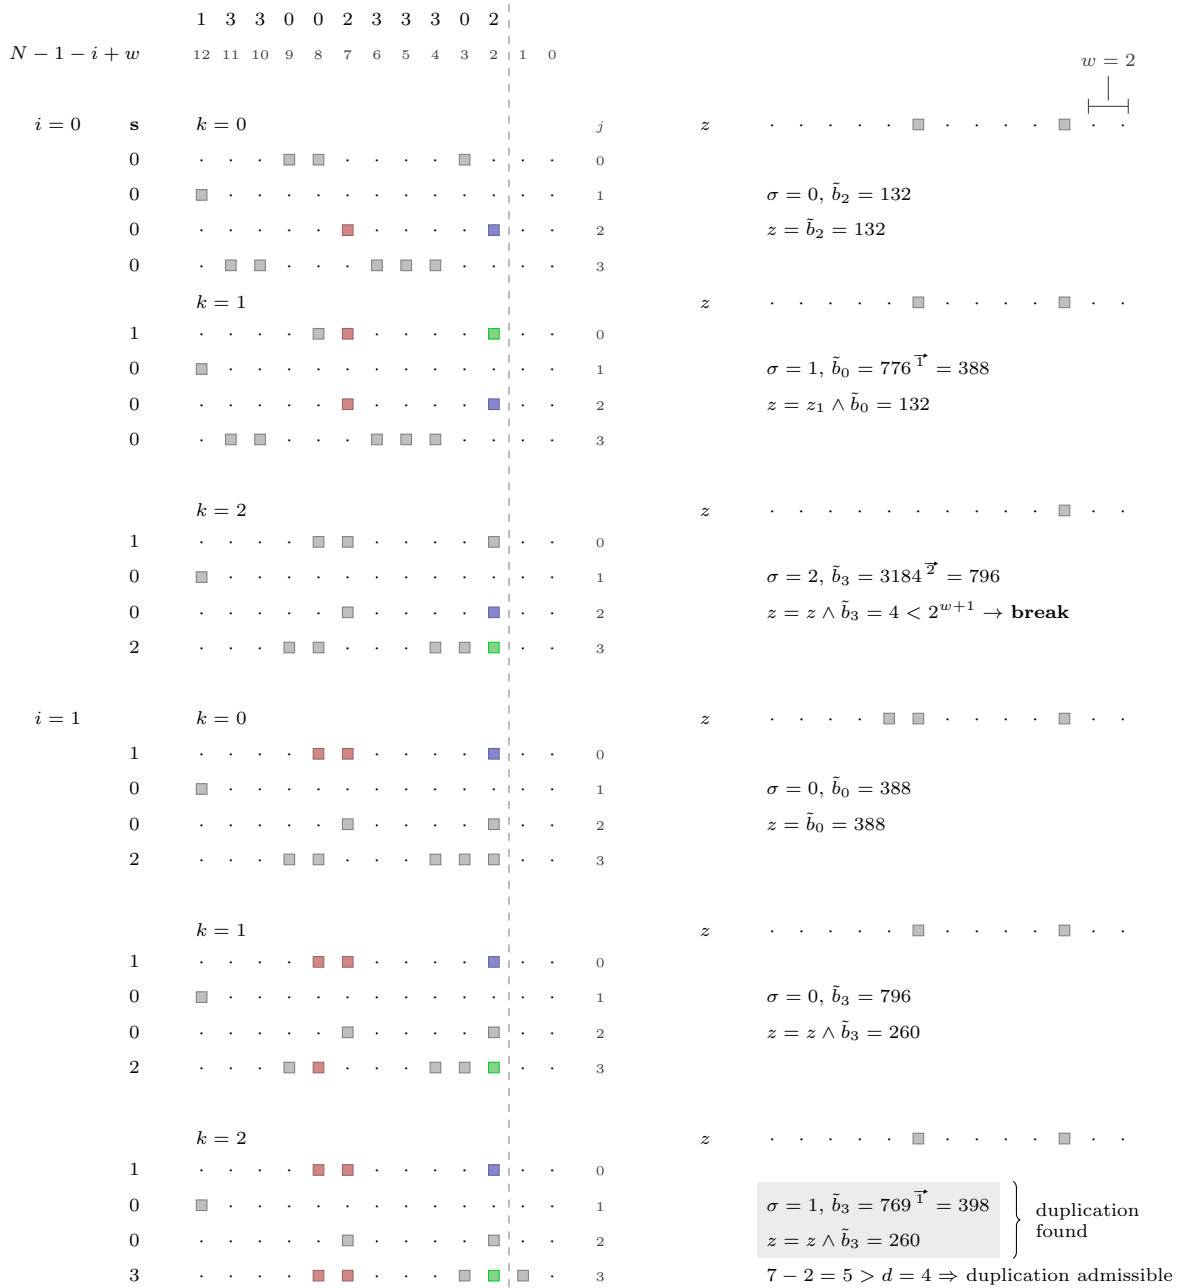 1 3 3 0 0 2 3 3 3 0 2
N − 1 − i + w 12 11 10 9 8 7 6 5 4 3 2 1 0
w = 2
i = 0 s k = 0 j z
0 0
0 1 σ = 0, b̃₂ = 132
0 2 z = b̃₂ = 132
0 3
k = 1 z
1 0
0 1 σ = 1, b̃₀ = 776^{1⃗} = 388
0 2 z = z₁ ∧ b̃₀ = 132
0 3
k = 2 z
1 0
0 1 σ = 2, b̃₃ = 3184^{2⃗} = 796
0 2 z = z ∧ b̃₃ = 4 < 2^{w+1} → break
2 3
i = 1 k = 0 z
1 0
0 1 σ = 0, b̃₀ = 388
0 2 z = b̃₀ = 388
2 3
k = 1 z
1 0
0 1 σ = 0, b̃₃ = 796
0 2 z = z ∧ b̃₃ = 260
2 3
k = 2 z
1 0
0 1 σ = 1, b̃₃ = 769^{1⃗} = 398 duplication
0 2 z = z ∧ b̃₃ = 260 found
3 3 7 − 2 = 5 > d = 4 ⇒ duplication admissible